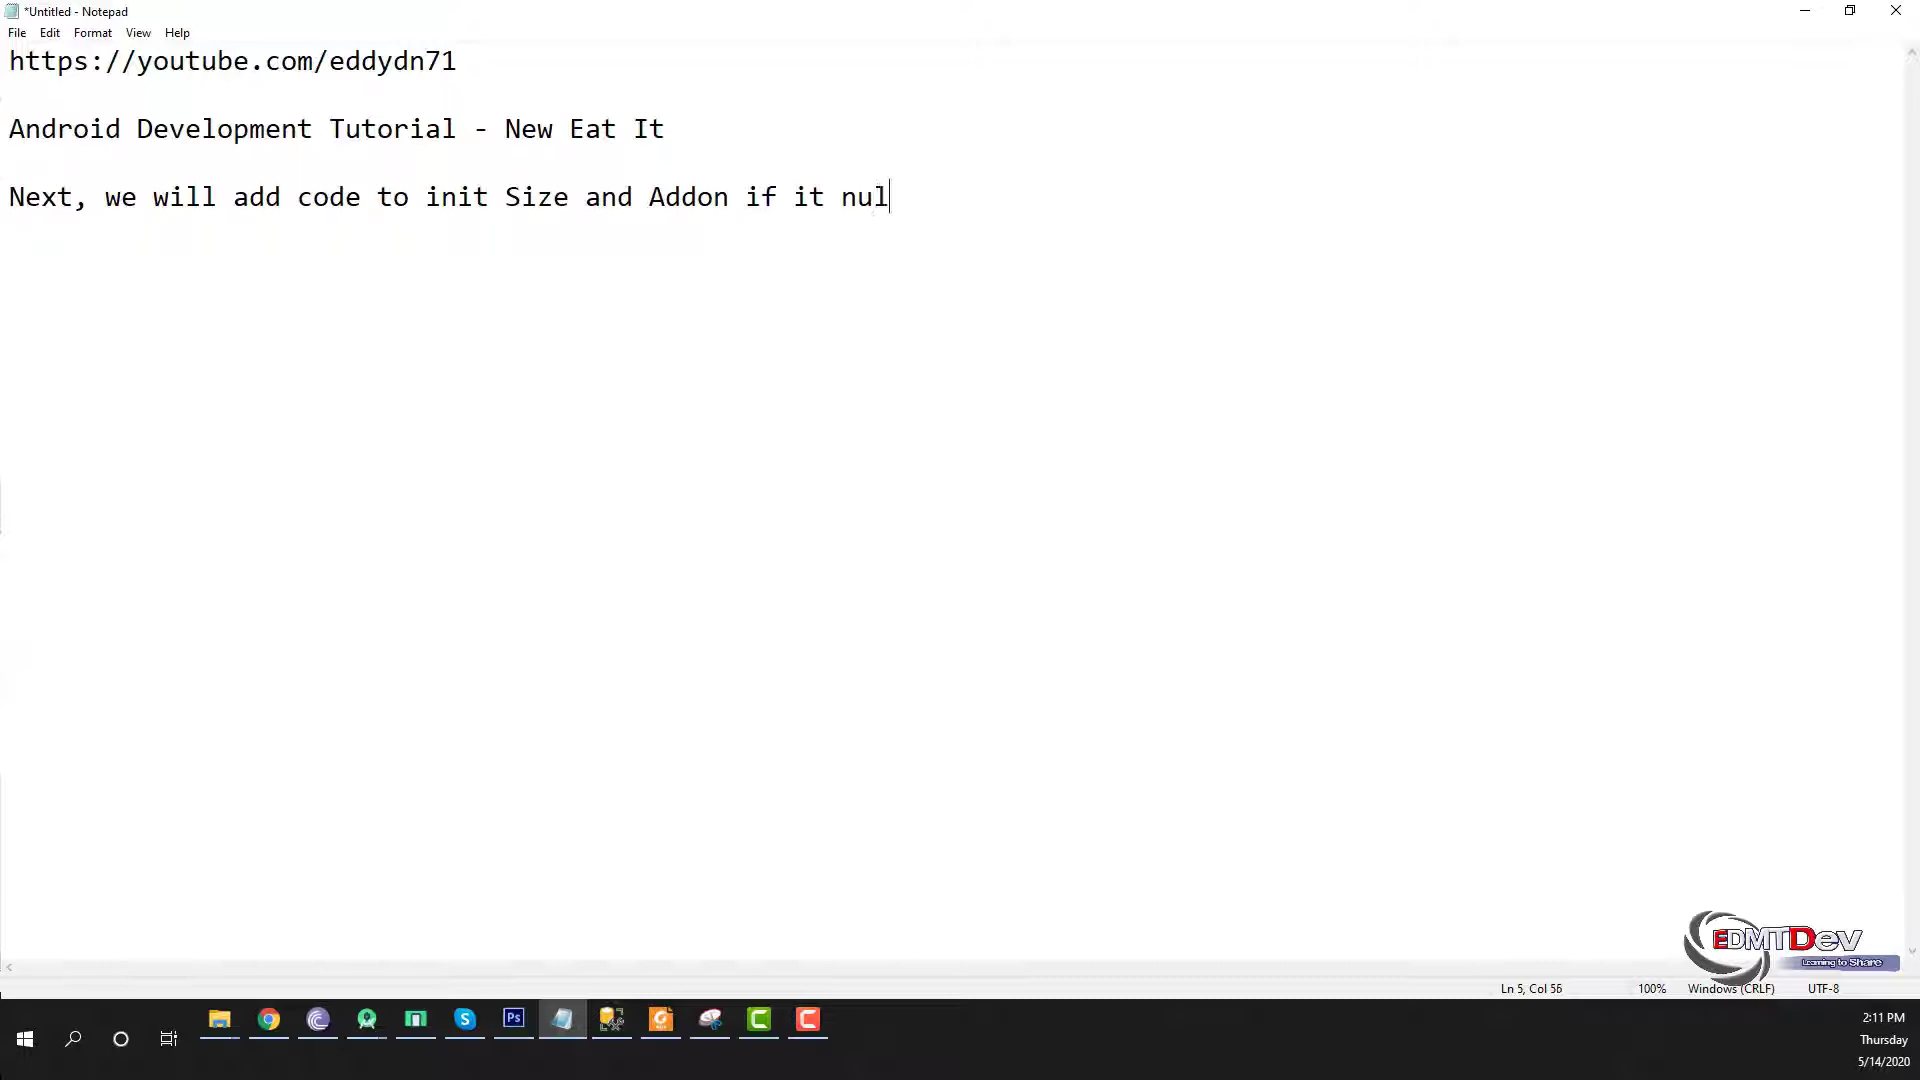 *Untitled - Notepad
File Edit Format View Help
https://youtube.com/eddydn71
Android Development Tutorial - New Eat It
Next, we will add code to init Size and Addon if it nul
EDMTDev
Learning to Share
Ln 5, Col 56 100% Windows (CRLF) UTF-8
Ps
2:11 PM
Thursday
5/14/2020